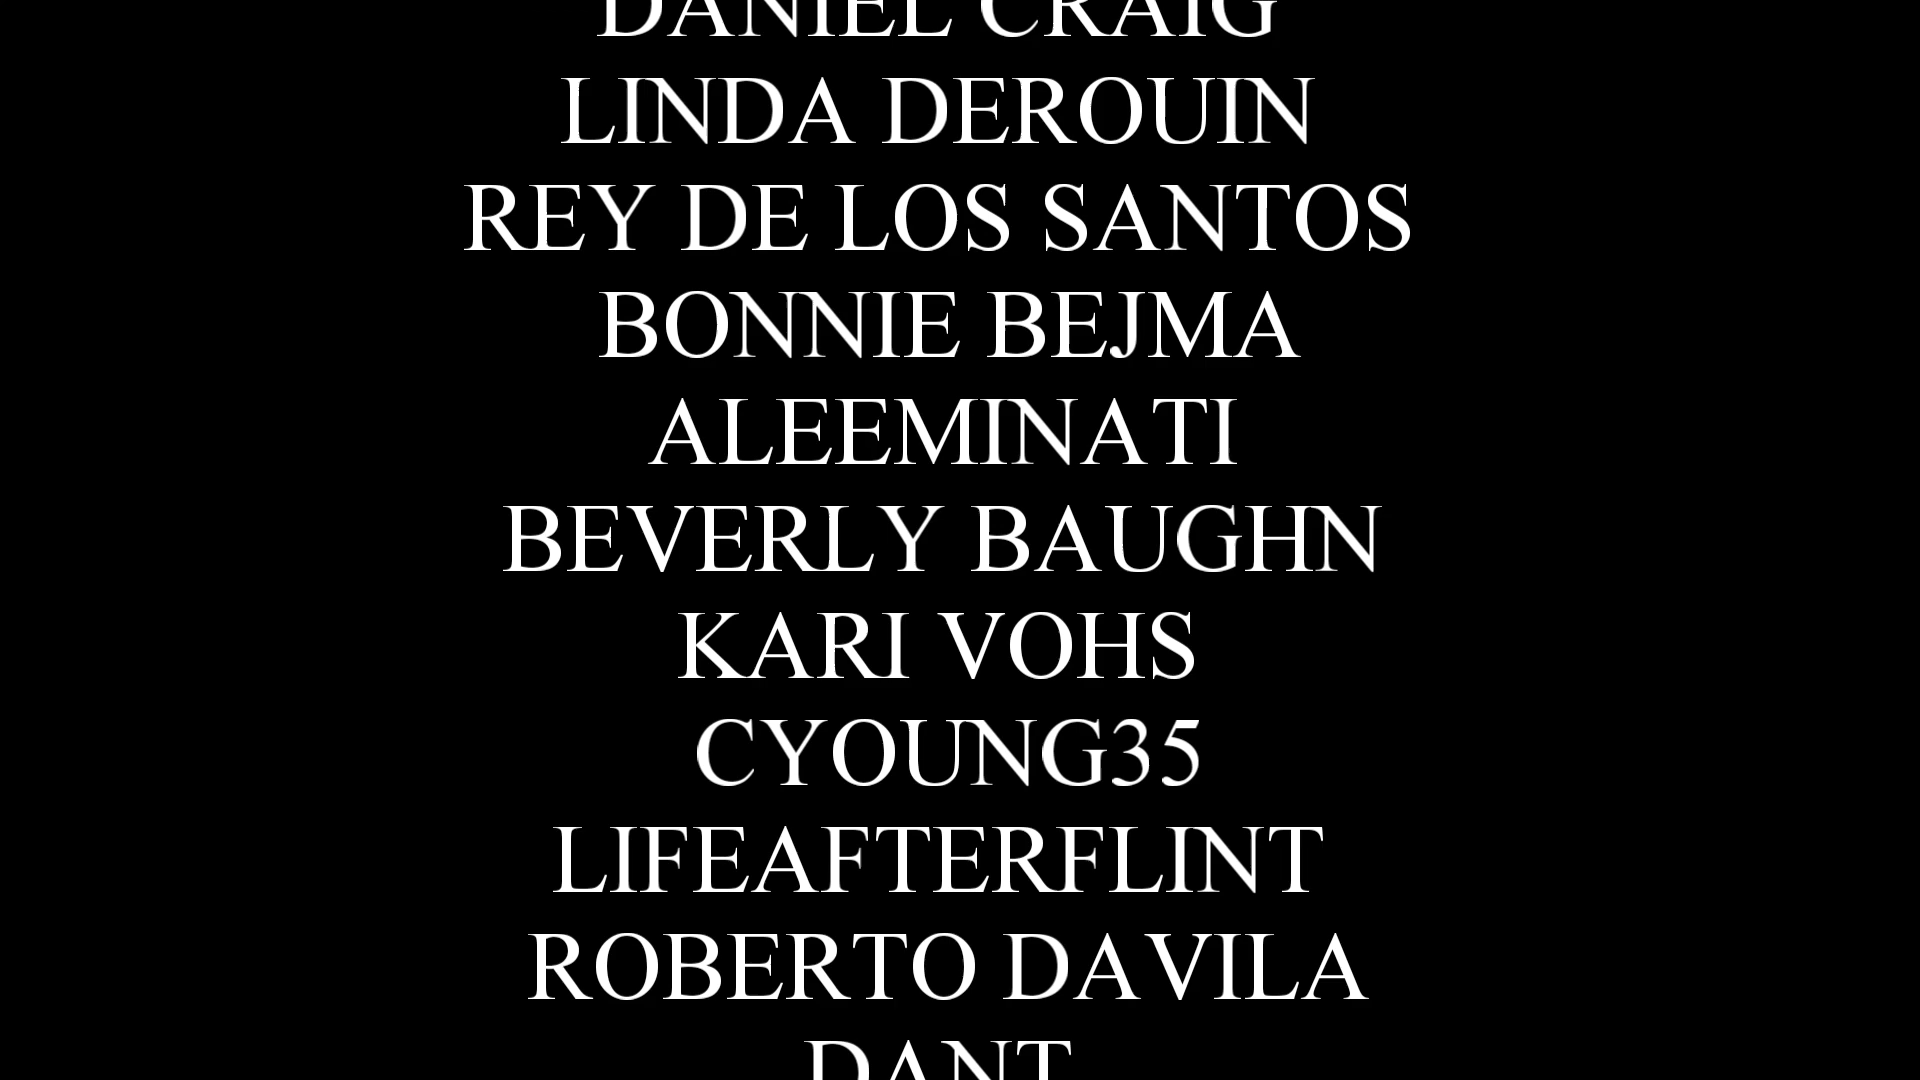 DANIEL CRAIG
LINDA DEROUIN
REY DE LOS SANTOS
BONNIE BEJMA
ALEEMINATI
BEVERLY BAUGHN
KARI VOHS
CYOUNG35
LIFEAFTERFLINT
ROBERTO DAVILA
DANT